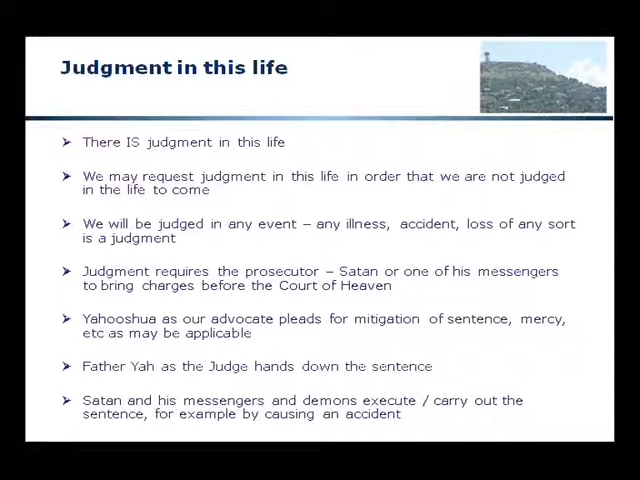 Judgment in this life
➤ There IS judgment in this life
➤ We may request judgment in this life in order that we are not judged
in the life to come
➤ We will be judged in any event – any illness, accident, loss of any sort
is a judgment
➤ Judgment requires the prosecutor – Satan or one of his messengers
to bring charges before the Court of Heaven
➤ Yahooshua as our advocate pleads for mitigation of sentence, mercy,
etc as may be applicable
➤ Father Yah as the Judge hands down the sentence
➤ Satan and his messengers and demons execute / carry out the
sentence, for example by causing an accident